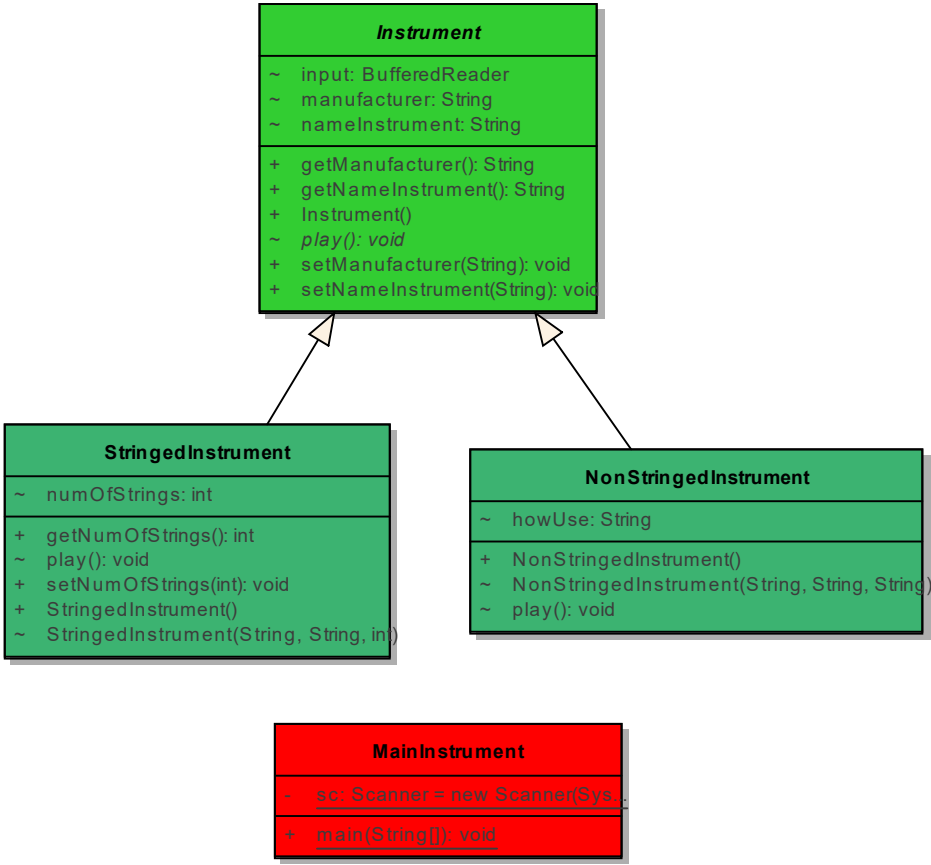 Instrument
~ input: BufferedReader
~ manufacturer: String
~ nameInstrument: String
+ getManufacturer(): String
+ getNameInstrument(): String
+ Instrument()
~ play(): void
+ setManufacturer(String): void
+ setNameInstrument(String): void
StringedInstrument
~ numOfStrings: int
+ getNumOfStrings(): int
~ play(): void
+ setNumOfStrings(int): void
+ StringedInstrument()
~ StringedInstrument(String, String, int)
NonStringedInstrument
~ howUse: String
+ NonStringedInstrument()
~ NonStringedInstrument(String, String, String)
~ play(): void
MainInstrument
- sc: Scanner = new Scanner(Sys...
+ main(String[]): void